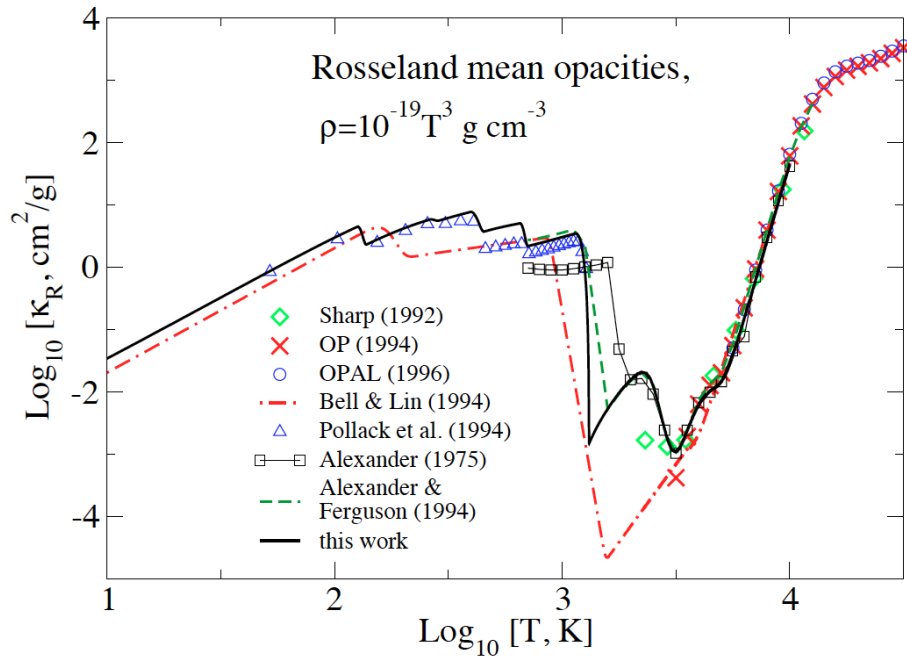 Rosseland mean opacities,
ρ=10⁻¹⁹T³ g cm⁻³
Log₁₀ [κ_R, cm²/g]
4
2
0
-2
-4
Sharp (1992)
OP (1994)
OPAL (1996)
Bell & Lin (1994)
Pollack et al. (1994)
Alexander (1975)
Alexander &
Ferguson (1994)
this work
1
2
3
4
Log₁₀ [T, K]